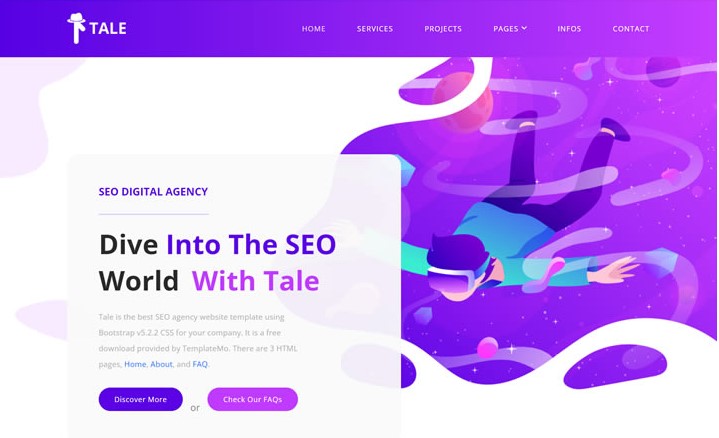 TALE
HOME SERVICES PROJECTS PAGES INFOS CONTACT
SEO DIGITAL AGENCY
Dive Into The SEO
World With Tale
Tale is the best SEO agency website template using
Bootstrap v5.2.2 CSS for your company. It is a free
download provided by TemplateMo. There are 3 HTML
pages, Home, About, and FAQ.
Discover More or Check Our FAQs